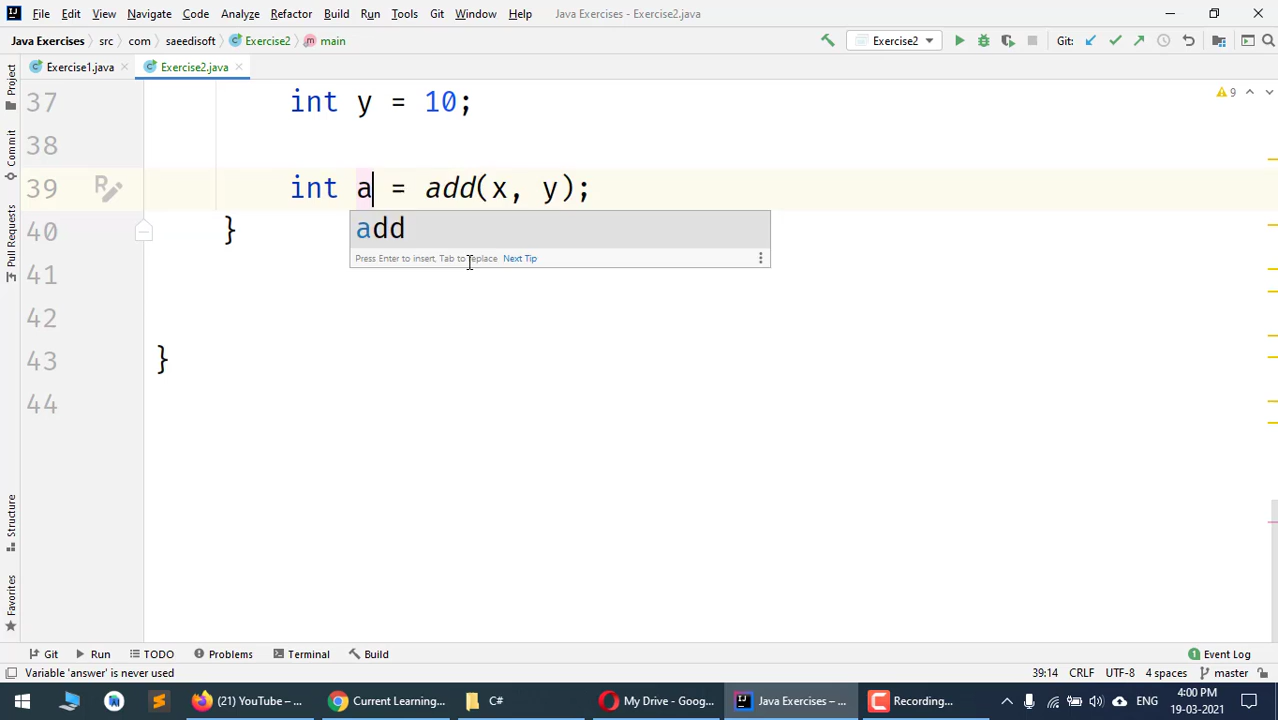 File Edit View Navigate Code Analyze Refactor Build Run Tools Git Window Help Java Exercises - Exercise2.java
Java Exercises src com saeedisoft Exercise2 main Exercise2 Git:
Exercise1.java Exercise2.java
Project
Commit
Pull Requests
Structure
Favorites
37 int y = 10; 9
38
39 int a = add(x, y);
40 }
add
Press Enter to insert, Tab to replace Next Tip
41
42
43 }
44
Git Run TODO Problems Terminal Build Event Log
Variable 'answer' is never used 39:14 CRLF UTF-8 4 spaces master
(21) YouTube – ... Current Learning... C# My Drive - Goog... Java Exercises – ... Recording... ENG 4:00 PM
19-03-2021